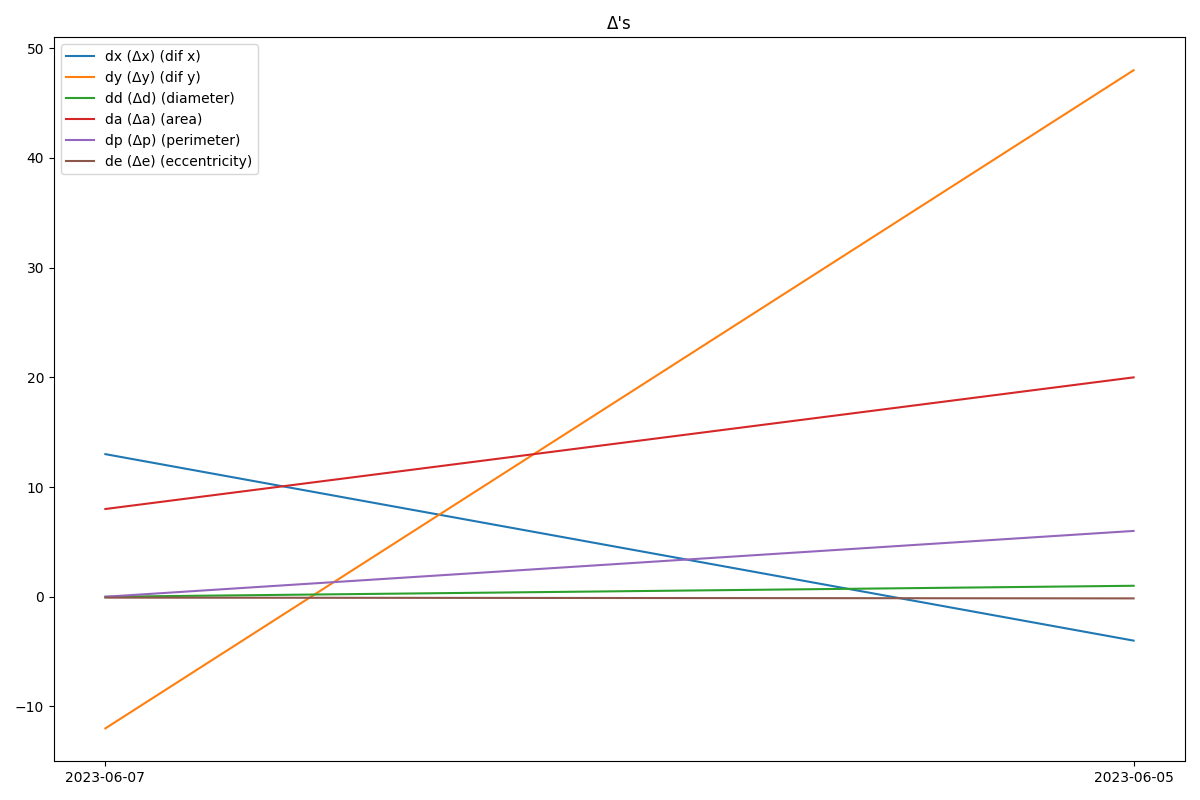 Δ's
50
40
30
20
10
0
−10
dx (Δx) (dif x)
dy (Δy) (dif y)
dd (Δd) (diameter)
da (Δa) (area)
dp (Δp) (perimeter)
de (Δe) (eccentricity)
2023-06-07
2023-06-05